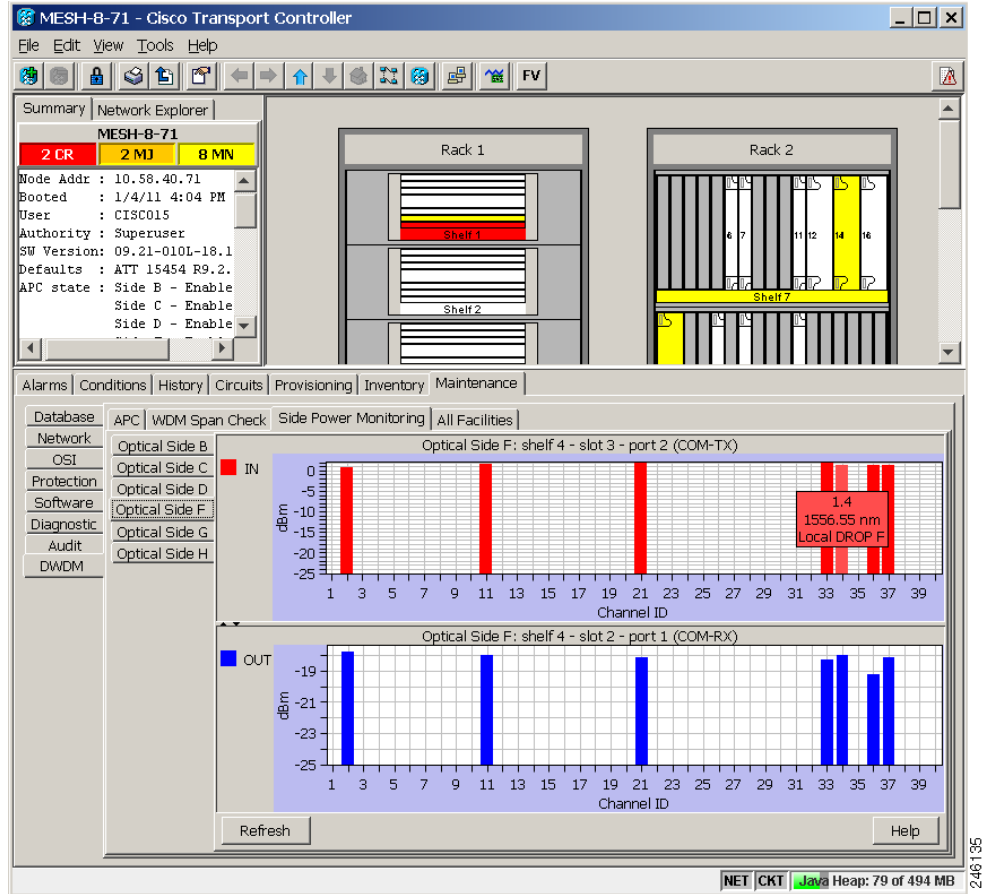 MESH-8-71 - Cisco Transport Controller
File Edit View Tools Help
FV
Summary Network Explorer
MESH-8-71
2 CR 2 MJ 8 MN
Node Addr : 10.58.40.71
Booted : 1/4/11 4:04 PM
User : CISCO15
Authority : Superuser
SW Version: 09.21-010L-18.1
Defaults : ATT 15454 R9.2.
APC state : Side B - Enable
Side C - Enable
Side D - Enable
Rack 1
Shelf 1
Shelf 2
Rack 2
6 7 11 12 14 16
Shelf 7
Alarms Conditions History Circuits Provisioning Inventory Maintenance
Database
Network
OSI
Protection
Software
Diagnostic
Audit
DWDM
APC WDM Span Check Side Power Monitoring All Facilities
Optical Side B
Optical Side C
Optical Side D
Optical Side F
Optical Side G
Optical Side H
Optical Side F: shelf 4 - slot 3 - port 2 (COM-TX)
IN
dBm
0
-5
-10
-15
-20
-25
1.4
1556.55 nm
Local DROP F
1 3 5 7 9 11 13 15 17 19 21 23 25 27 29 31 33 35 37 39
Channel ID
Optical Side F: shelf 4 - slot 2 - port 1 (COM-RX)
OUT
dBm
-19
-21
-23
-25
1 3 5 7 9 11 13 15 17 19 21 23 25 27 29 31 33 35 37 39
Channel ID
Refresh Help
NET CKT Java Heap: 79 of 494 MB
246135